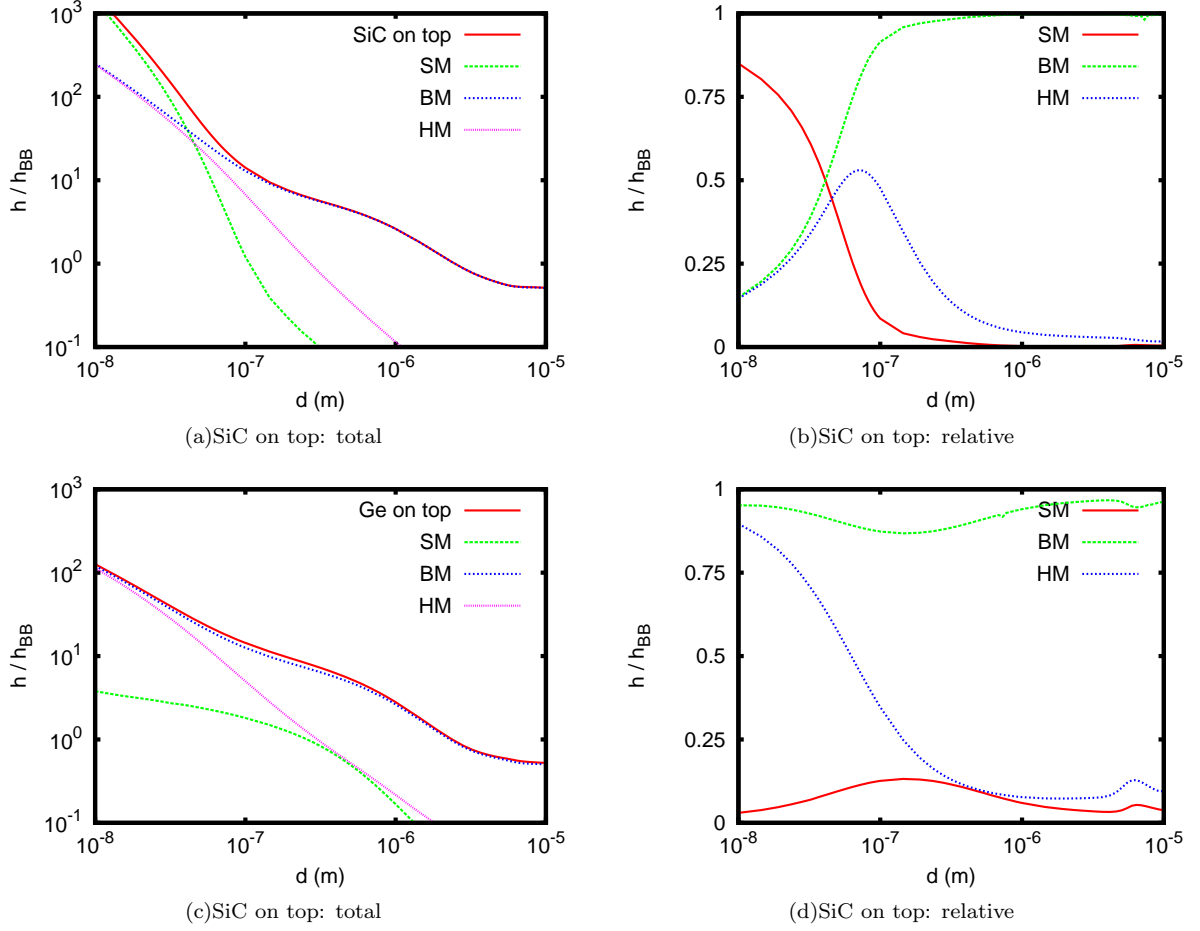 10^3
10^2
10^1
10^0
10^-1
h / h_BB
SiC on top
SM
BM
HM
10^-8 10^-7 10^-6 10^-5
d (m)
(a)SiC on top: total
1
0.75
0.5
0.25
0
h / h_BB
SM
BM
HM
10^-8 10^-7 10^-6 10^-5
d (m)
(b)SiC on top: relative
10^3
10^2
10^1
10^0
10^-1
h / h_BB
Ge on top
SM
BM
HM
10^-8 10^-7 10^-6 10^-5
d (m)
(c)SiC on top: total
1
0.75
0.5
0.25
0
h / h_BB
SM
BM
HM
10^-8 10^-7 10^-6 10^-5
d (m)
(d)SiC on top: relative